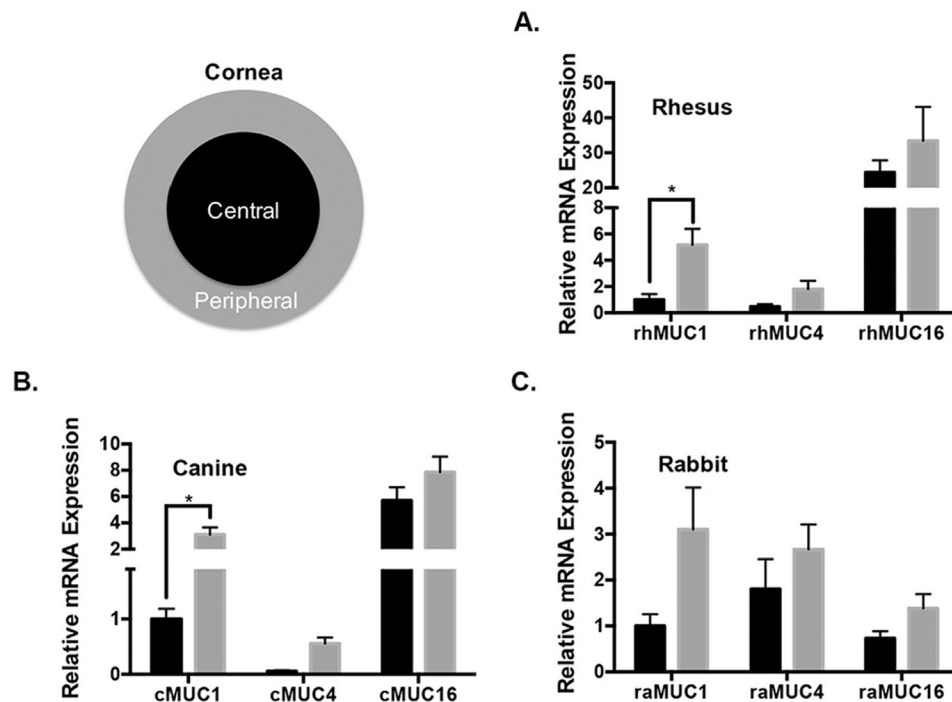 Cornea
Central
Peripheral
A.
Rhesus
Relative mRNA Expression
50
40
30
20
8
6
4
2
0
*
rhMUC1 rhMUC4 rhMUC16
B.
Canine
Relative mRNA Expression
10
8
6
4
2
1
0
*
cMUC1 cMUC4 cMUC16
C.
Rabbit
Relative mRNA Expression
5
4
3
2
1
0
raMUC1 raMUC4 raMUC16